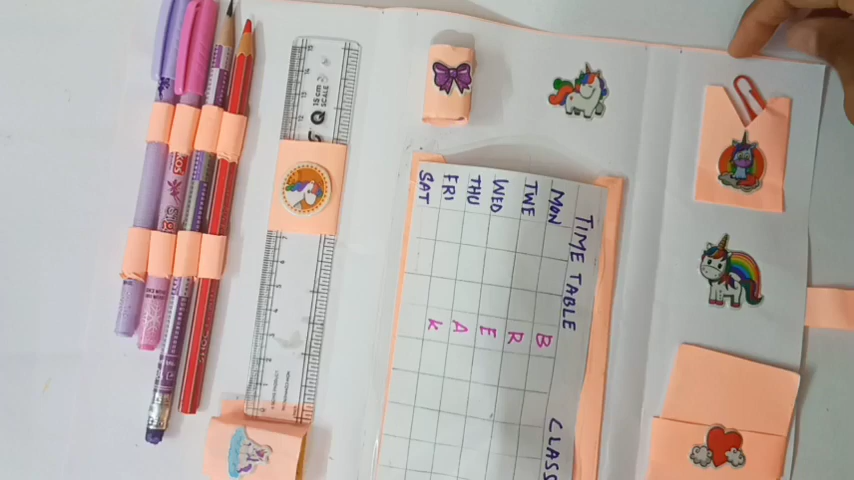 TIME TABLE CLASS
MON B
TWE R
WED E
THU A
FRI K
SAT
15 cm
SCALE